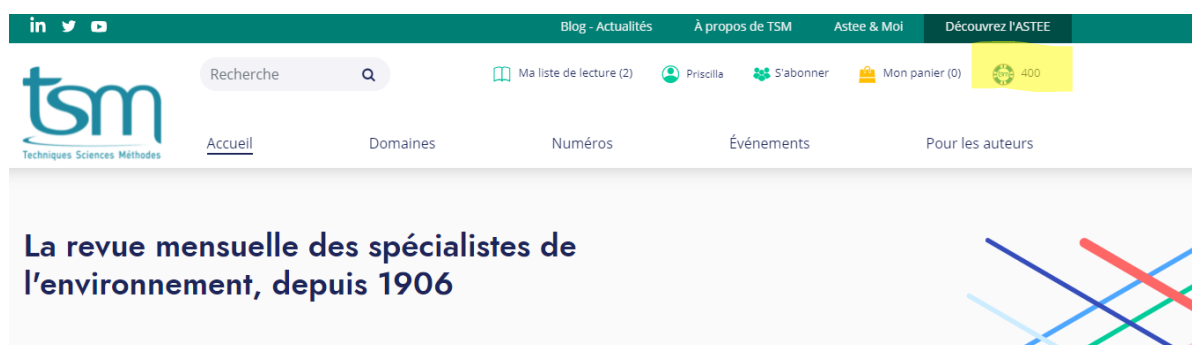 in
Blog - Actualités À propos de TSM Astee & Moi Découvrez l'ASTEE
Recherche Ma liste de lecture (2) Priscilla S'abonner Mon panier (0) 400
tsm
Techniques Sciences Méthodes
Accueil Domaines Numéros Événements Pour les auteurs
La revue mensuelle des spécialistes de
l'environnement, depuis 1906